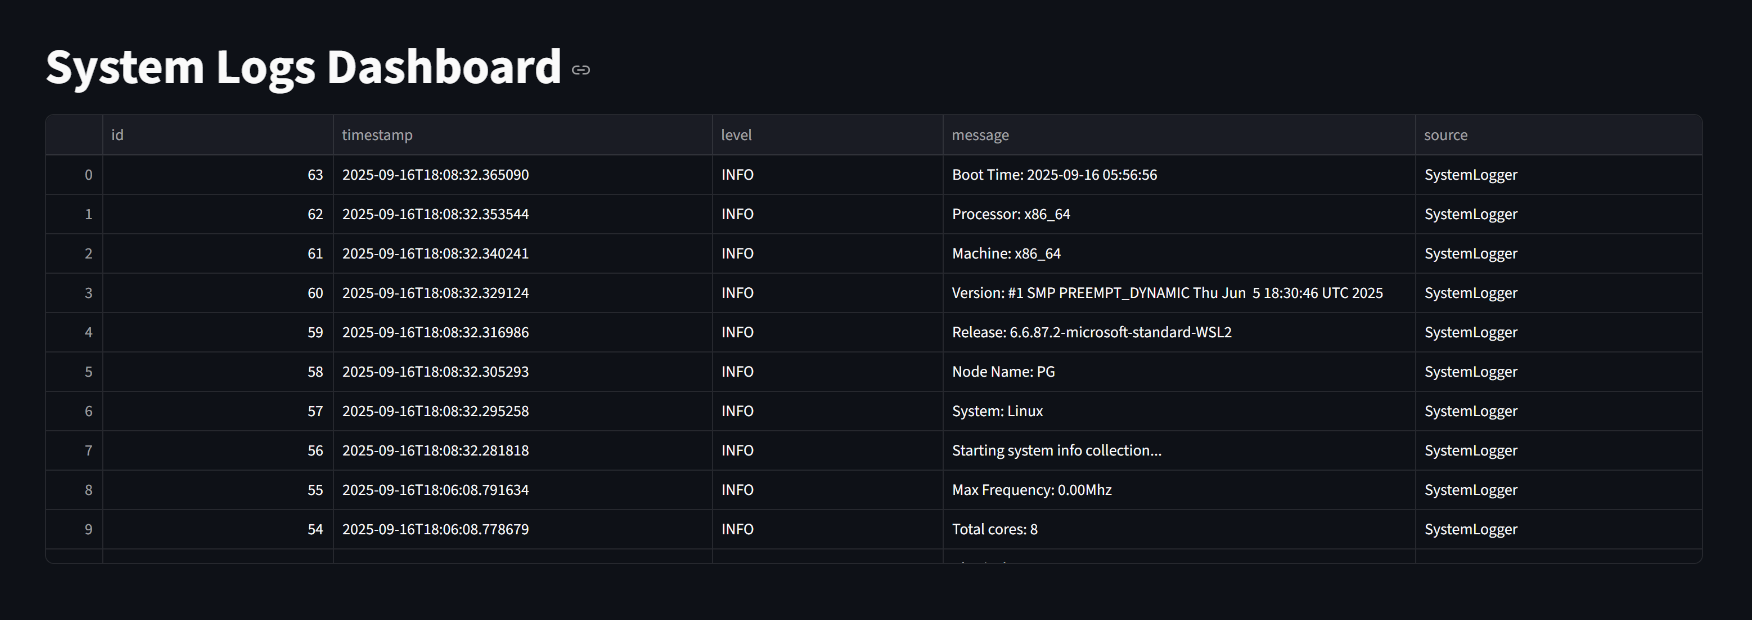 System Logs Dashboard
id timestamp level message source
0 63 2025-09-16T18:08:32.365090 INFO Boot Time: 2025-09-16 05:56:56 SystemLogger
1 62 2025-09-16T18:08:32.353544 INFO Processor: x86_64 SystemLogger
2 61 2025-09-16T18:08:32.340241 INFO Machine: x86_64 SystemLogger
3 60 2025-09-16T18:08:32.329124 INFO Version: #1 SMP PREEMPT_DYNAMIC Thu Jun  5 18:30:46 UTC 2025 SystemLogger
4 59 2025-09-16T18:08:32.316986 INFO Release: 6.6.87.2-microsoft-standard-WSL2 SystemLogger
5 58 2025-09-16T18:08:32.305293 INFO Node Name: PG SystemLogger
6 57 2025-09-16T18:08:32.295258 INFO System: Linux SystemLogger
7 56 2025-09-16T18:08:32.281818 INFO Starting system info collection... SystemLogger
8 55 2025-09-16T18:06:08.791634 INFO Max Frequency: 0.00Mhz SystemLogger
9 54 2025-09-16T18:06:08.778679 INFO Total cores: 8 SystemLogger